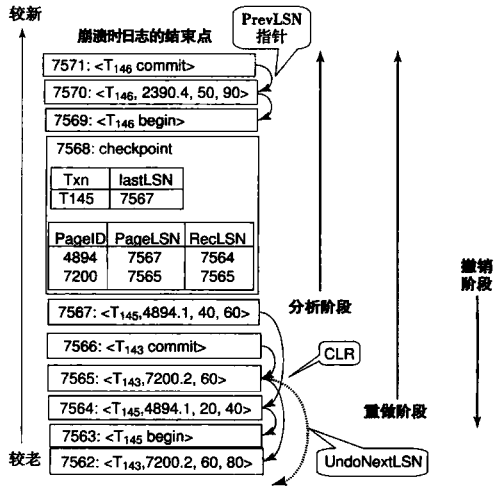 较新
崩溃时日志的结束点
PrevLSN
指针
7571: <T146 commit>
7570: <T146, 2390.4, 50, 90>
7569: <T146 begin>
7568: checkpoint
Txn lastLSN
T145 7567
PageID PageLSN RecLSN
4894 7567 7564
7200 7565 7565
7567: <T145,4894.1, 40, 60>
7566: <T143 commit>
7565: <T143,7200.2, 60>
7564: <T145,4894.1, 20, 40>
7563: <T145 begin>
7562: <T143,7200.2, 60, 80>
较老
分析阶段
CLR
重做阶段
撤销
阶段
UndoNextLSN